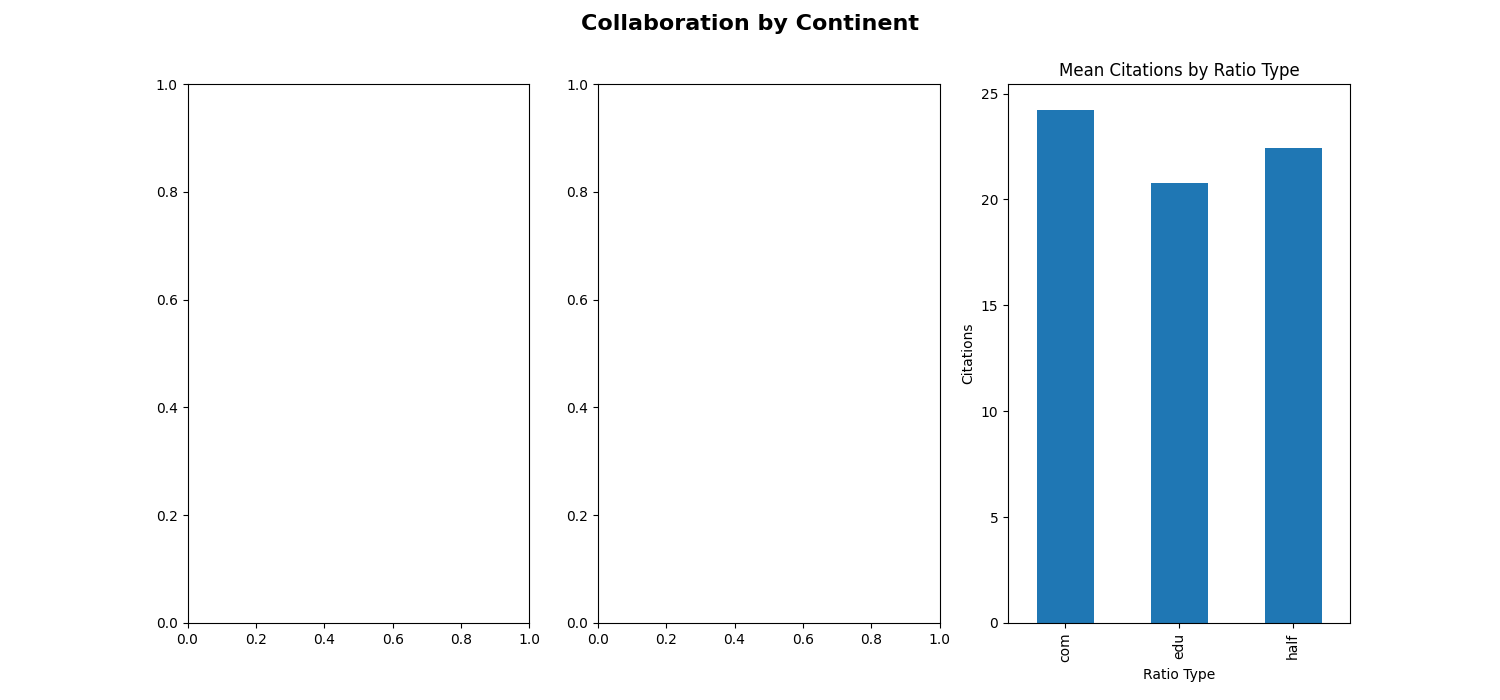 Collaboration by Continent
1.0
0.8
0.6
0.4
0.2
0.0
0.0 0.2 0.4 0.6 0.8 1.0
1.0
0.8
0.6
0.4
0.2
0.0
0.0 0.2 0.4 0.6 0.8 1.0
Mean Citations by Ratio Type
25
20
15
10
5
0
Citations
com edu half
Ratio Type